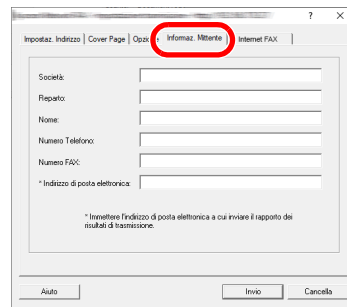 ? ×
Impostaz. Indirizzo Cover Page Informaz. Mittente Internet FAX
Società:
Reparto:
Nome:
Numero Telefono:
Numero FAX:
* Indirizzo di posta elettronica:
* Immettere l'indirizzo di posta elettronica a cui inviare il rapporto dei
risultati di trasmissione.
Aiuto Invio Cancella